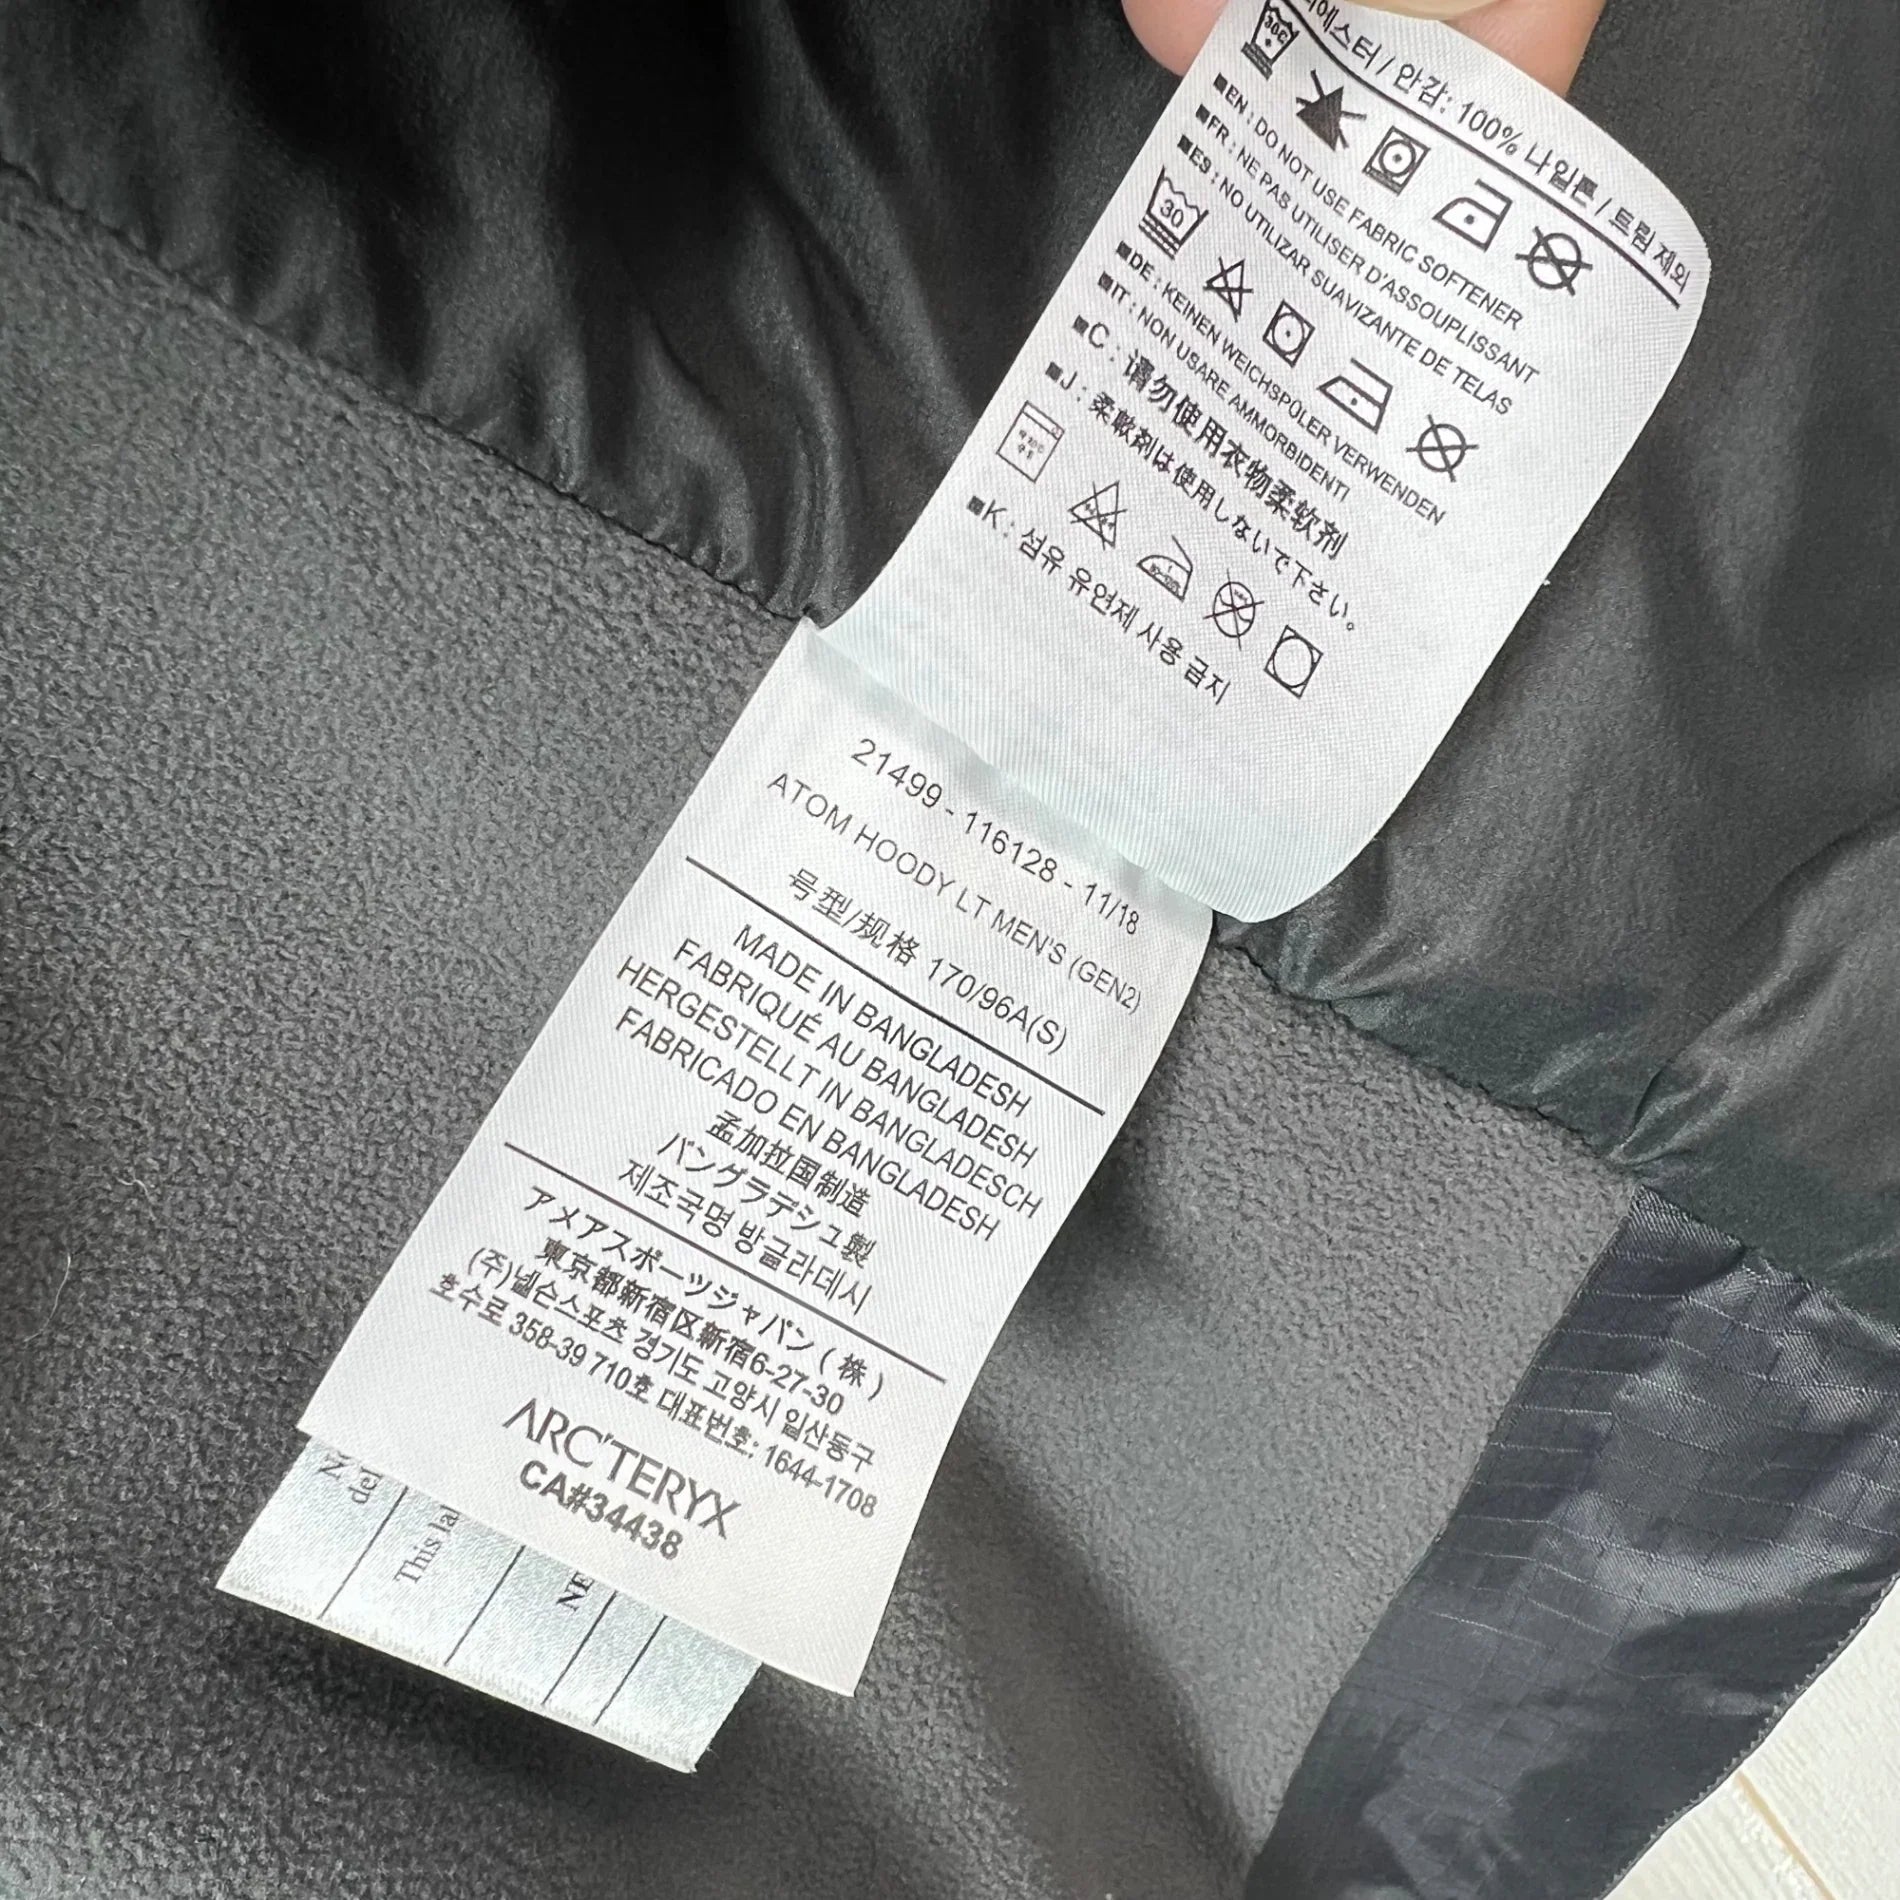 에스터 / 안감: 100% 나일론 / 트림 제외
30C
■EN : DO NOT USE FABRIC SOFTENER
■FR : NE PAS UTILISER D'ASSOUPLISSANT
■ES : NO UTILIZAR SUAVIZANTE DE TELAS
30
■DE : KEINEN WEICHSPÜLER VERWENDEN
■IT : NON USARE AMMORBIDENTI
■C : 请勿使用衣物柔软剂
■J : 柔軟剤は使用しないで下さい。
■K : 섬유 유연제 사용 금지
21499 - 116128 - 11/18
ATOM HOODY LT MEN'S (GEN2)
号型/规格 170/96A(S)
MADE IN BANGLADESH
FABRIQUÉ AU BANGLADESH
HERGESTELLT IN BANGLADESCH
FABRICADO EN BANGLADESH
孟加拉国制造
バングラデシュ製
제조국명 방글라데시
アメアスポーツジャパン ( 株 )
東京都新宿区新宿6-27-30
(주)넬슨스포츠 경기도 고양시 일산동구
호수로 358-39 710호 대표번호: 1644-1708
ARC'TERYX
CA#34438
del
This la
NE